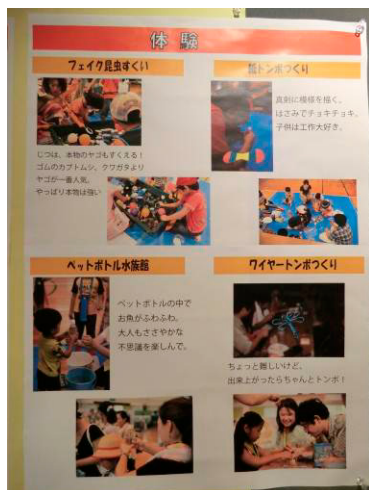 体験
フェイク昆虫すくい
じつは、本物のヤゴもすくえる！
ゴムのカブトムシ、クワガタより
ヤゴが一番人気。
やっぱり本物は強い
紙トンボつくり
真剣に模様を描く。
はさみでチョキチョキ。
子供は工作大好き。
ペットボトル水族館
ペットボトルの中で
お魚がふわふわ。
大人もささやかな
不思議を楽しんで。
ワイヤートンボつくり
ちょっと難しいけど、
出来上がったらちゃんとトンボ！